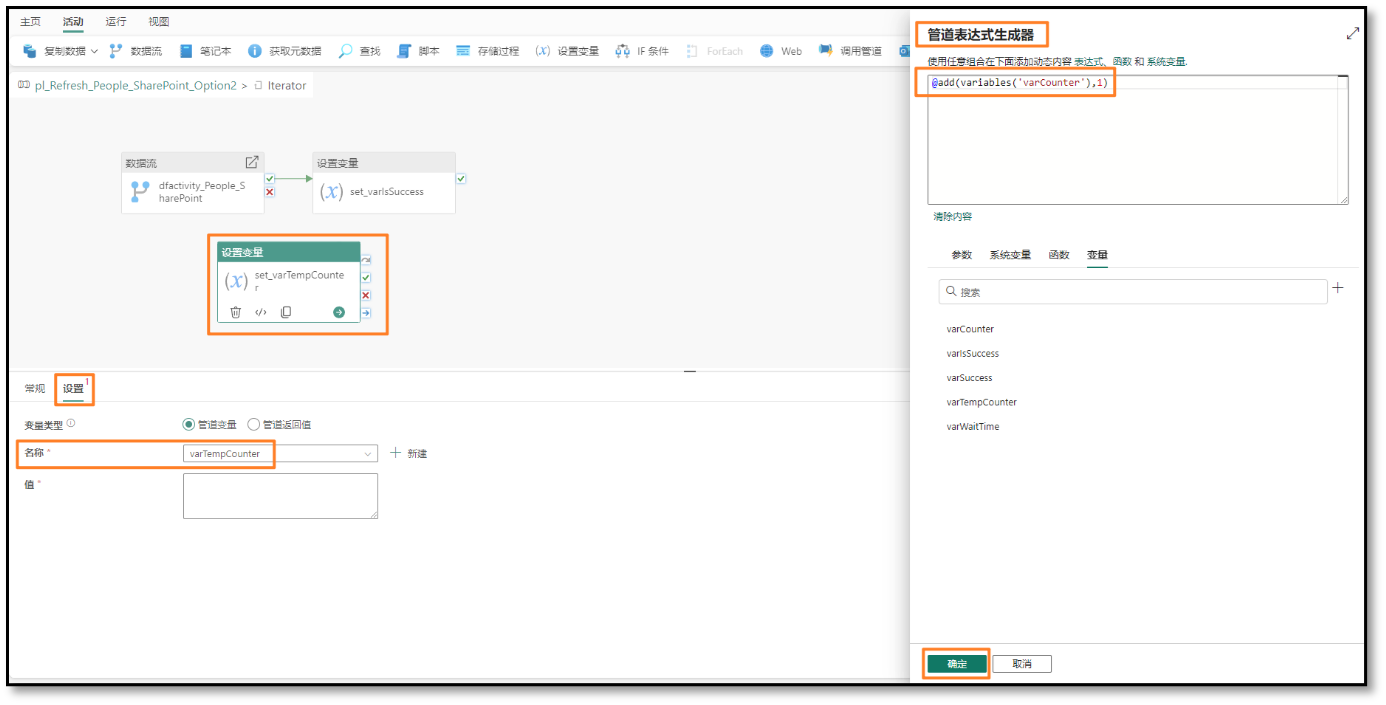 主页 活动 运行 视图
复制数据 数据流 笔记本 获取元数据 查找 脚本 存储过程 (x) 设置变量 IF 条件 ForEach Web 调用管道
pl_Refresh_People_SharePoint_Option2 > Iterator
数据流
dfactivity_People_S
harePoint
设置变量
(x) set_varIsSuccess
设置变量
(x) set_varTempCounte
r
常规 设置 1
变量类型 管道变量 管道返回值
名称 * varTempCounter 新建
值 *
管道表达式生成器
使用任意组合在下面添加动态内容 表达式、函数 和 系统变量.
@add(variables('varCounter'),1)
清除内容
参数 系统变量 函数 变量
搜索
varCounter
varIsSuccess
varSuccess
varTempCounter
varWaitTime
确定 取消